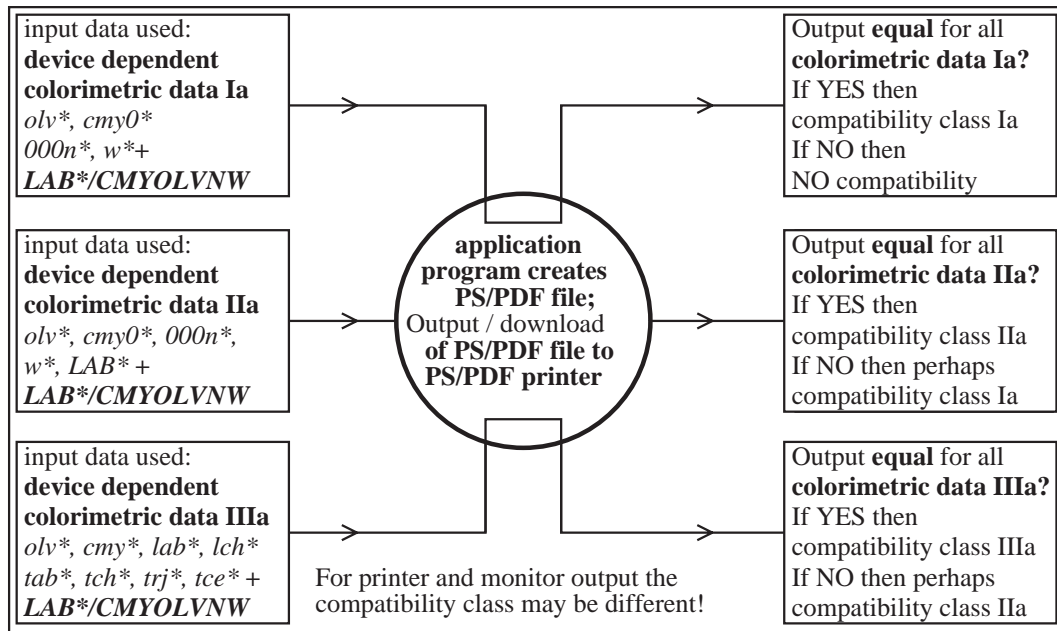 input data used:
device dependent
colorimetric data Ia
olv*, cmy0*
000n*, w*+
LAB*/CMYOLVNW
Output equal for all
colorimetric data Ia?
If YES then
compatibility class Ia
If NO then
NO compatibility
input data used:
device dependent
colorimetric data IIa
olv*, cmy0*, 000n*,
w*, LAB* +
LAB*/CMYOLVNW
application
program creates
PS/PDF file;
Output / download
of PS/PDF file to
PS/PDF printer
Output equal for all
colorimetric data IIa?
If YES then
compatibility class IIa
If NO then perhaps
compatibility class Ia
input data used:
device dependent
colorimetric data IIIa
olv*, cmy*, lab*, lch*
tab*, tch*, trj*, tce* +
LAB*/CMYOLVNW
For printer and monitor output the
compatibility class may be different!
Output equal for all
colorimetric data IIIa?
If YES then
compatibility class IIIa
If NO then perhaps
compatibility class IIa